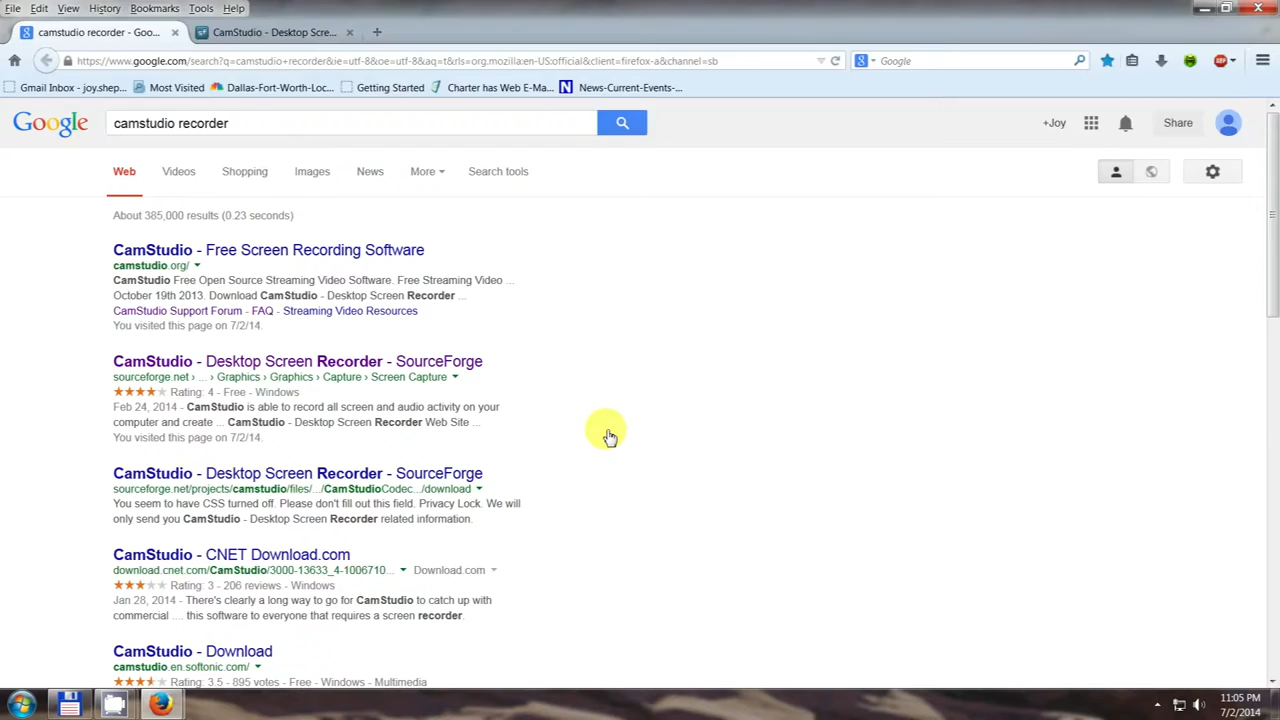 File Edit View History Bookmarks Tools Help
camstudio recorder - Goo... × CamStudio - Desktop Scre... × +
https://www.google.com/search?q=camstudio+recorder&ie=utf-8&oe=utf-8&aq=t&rls=org.mozilla:en-US:official&client=firefox-a&channel=sb Google
Gmail Inbox - joy.shep... Most Visited Dallas-Fort-Worth-Loc... Getting Started Charter has Web E-Ma... News-Current-Events-...
Google camstudio recorder +Joy Share
Web Videos Shopping Images News More Search tools
About 385,000 results (0.23 seconds)
CamStudio - Free Screen Recording Software
camstudio.org/
CamStudio Free Open Source Streaming Video Software. Free Streaming Video ...
October 19th 2013. Download CamStudio - Desktop Screen Recorder ...
CamStudio Support Forum - FAQ - Streaming Video Resources
You visited this page on 7/2/14.
CamStudio - Desktop Screen Recorder - SourceForge
sourceforge.net › ... › Graphics › Graphics › Capture › Screen Capture
Rating: 4 - Free - Windows
Feb 24, 2014 - CamStudio is able to record all screen and audio activity on your
computer and create ... CamStudio - Desktop Screen Recorder Web Site ...
You visited this page on 7/2/14.
CamStudio - Desktop Screen Recorder - SourceForge
sourceforge.net/projects/camstudio/files/.../CamStudioCodec.../download
You seem to have CSS turned off. Please don't fill out this field. Privacy Lock. We will
only send you CamStudio - Desktop Screen Recorder related information.
CamStudio - CNET Download.com
download.cnet.com/CamStudio/3000-13633_4-1006710... Download.com
Rating: 3 - 206 reviews - Windows
Jan 28, 2014 - There's clearly a long way to go for CamStudio to catch up with
commercial .... this software to everyone that requires a screen recorder.
CamStudio - Download
camstudio.en.softonic.com/
Rating: 3.5 - 895 votes - Free - Windows - Multimedia
11:05 PM
7/2/2014